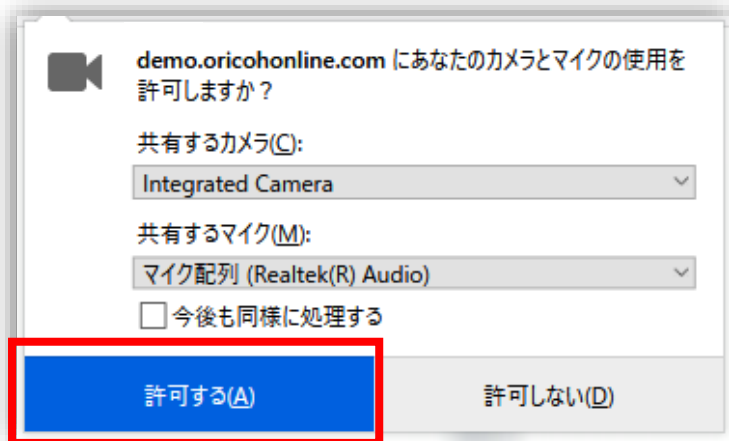 demo.oricohonline.com にあなたのカメラとマイクの使用を
許可しますか？
共有するカメラ(C):
Integrated Camera
共有するマイク(M):
マイク配列 (Realtek(R) Audio)
今後も同様に処理する
許可する(A)
許可しない(D)